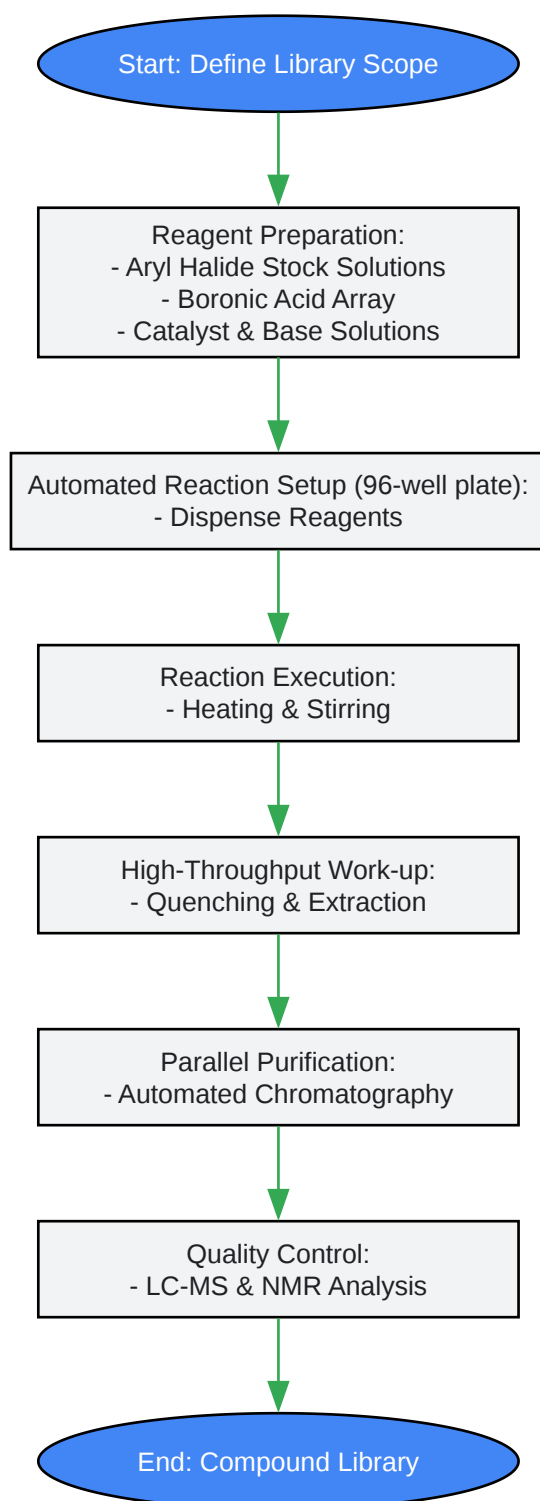 Start: Define Library Scope
Reagent Preparation:
- Aryl Halide Stock Solutions
- Boronic Acid Array
- Catalyst & Base Solutions
Automated Reaction Setup (96-well plate):
- Dispense Reagents
Reaction Execution:
- Heating & Stirring
High-Throughput Work-up:
- Quenching & Extraction
Parallel Purification:
- Automated Chromatography
Quality Control:
- LC-MS & NMR Analysis
End: Compound Library